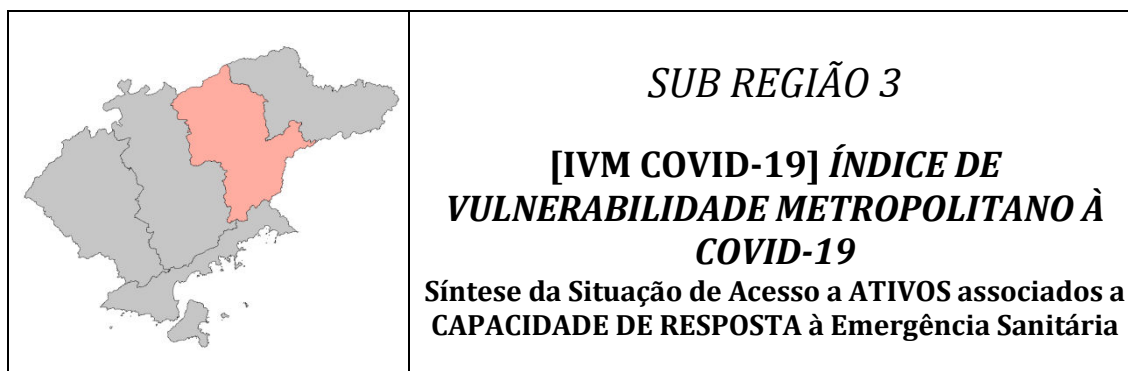 SUB REGIÃO 3
[IVM COVID-19] ÍNDICE DE
VULNERABILIDADE METROPOLITANO À
COVID-19
Síntese da Situação de Acesso a ATIVOS associados a
CAPACIDADE DE RESPOSTA à Emergência Sanitária